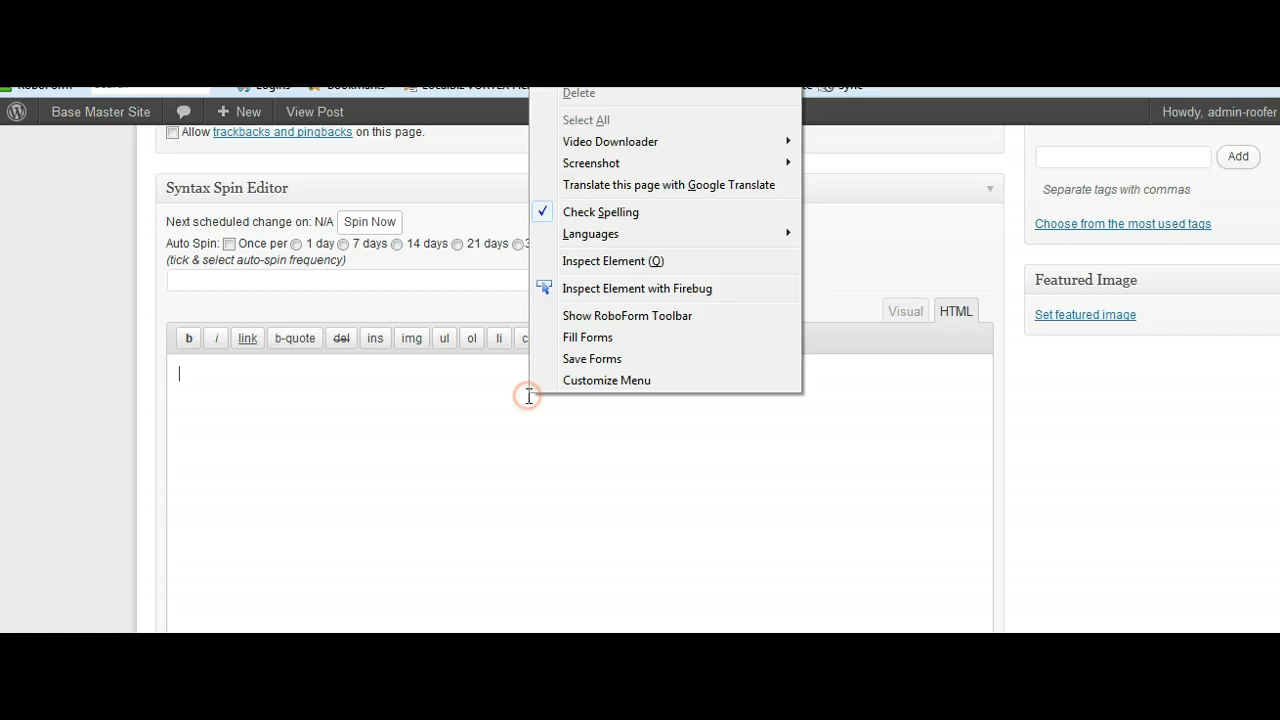 Delete
Base Master Site
New
View Post
Howdy, admin-roofer
Select All
Allow trackbacks and pingbacks on this page.
Video Downloader
Add
Screenshot
Translate this page with Google Translate
Syntax Spin Editor
Separate tags with commas
Check Spelling
Next scheduled change on: N/A Spin Now
Choose from the most used tags
Languages
Auto Spin: Once per 1 day 7 days 14 days 21 days 3
(tick & select auto-spin frequency)
Inspect Element (Q)
Featured Image
Inspect Element with Firebug
Visual HTML
Show RoboForm Toolbar
Set featured image
b i link b-quote del ins img ul ol li c
Fill Forms
Save Forms
Customize Menu